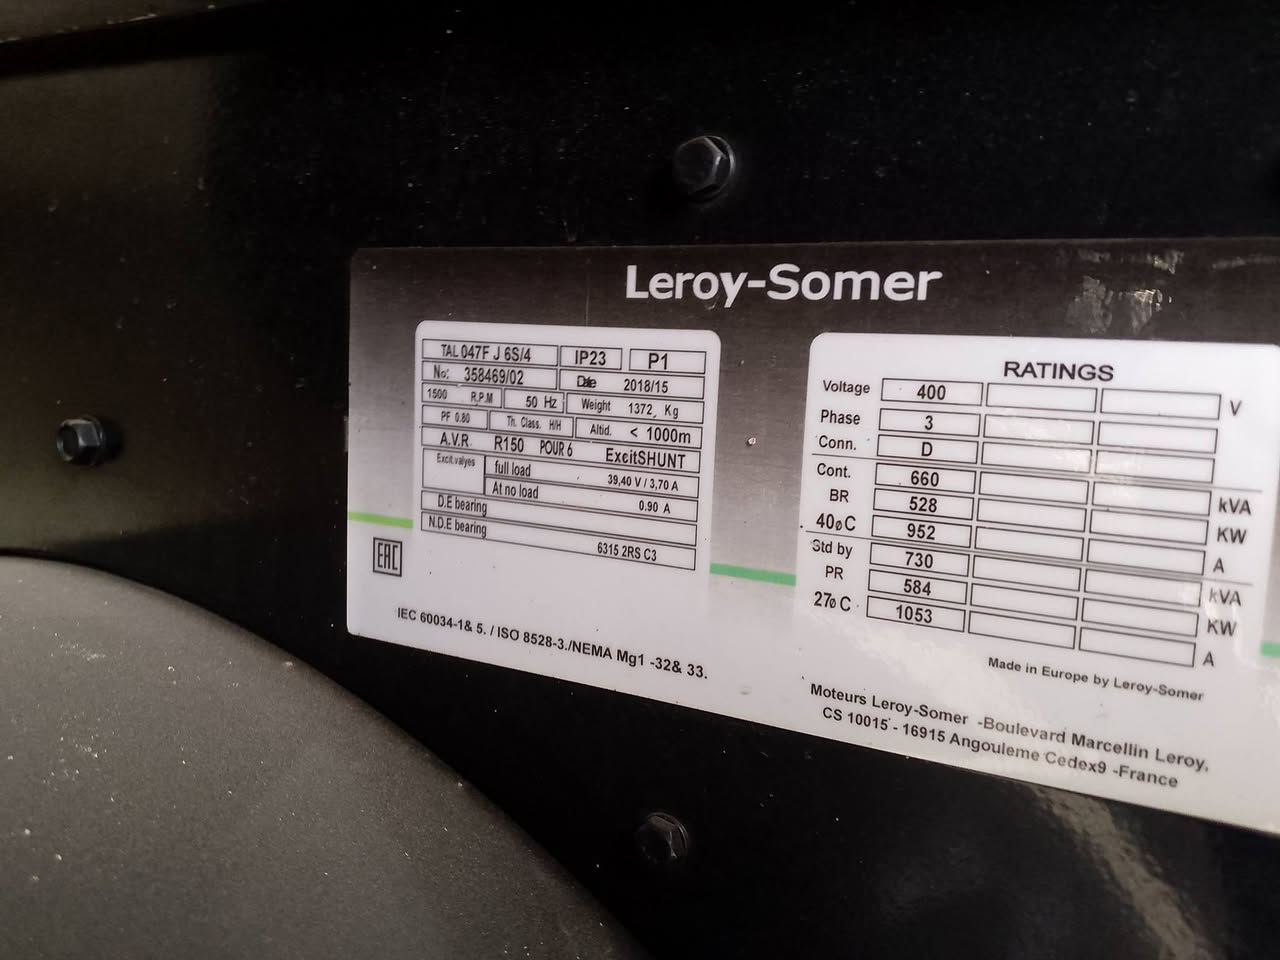 Leroy-Somer
TAL 047F J 6S/4 IP23 P1
No: 358469/02 Date 2018/15
1500 R.P.M 50 Hz Weight 1372, Kg
PF 0.80 Th. Class. H/H Altid. < 1000m
A.V.R. R150 POUR 6 ExcitSHUNT
Excit.valyes full load 39,40 V / 3,70 A
At no load 0.90 A
D.E bearing
N.D.E bearing 6315 2RS C3
EAC
IEC 60034-1& 5. / ISO 8528-3./NEMA Mg1 -32& 33.
RATINGS
Voltage 400 V
Phase 3
Conn. D
Cont. 660 kVA
BR 528 KW
40øC 952 A
Std by 730 kVA
PR 584 KW
27øC 1053 A
Made in Europe by Leroy-Somer
Moteurs Leroy-Somer -Boulevard Marcellin Leroy,
CS 10015 - 16915 Angouleme Cedex9 -France